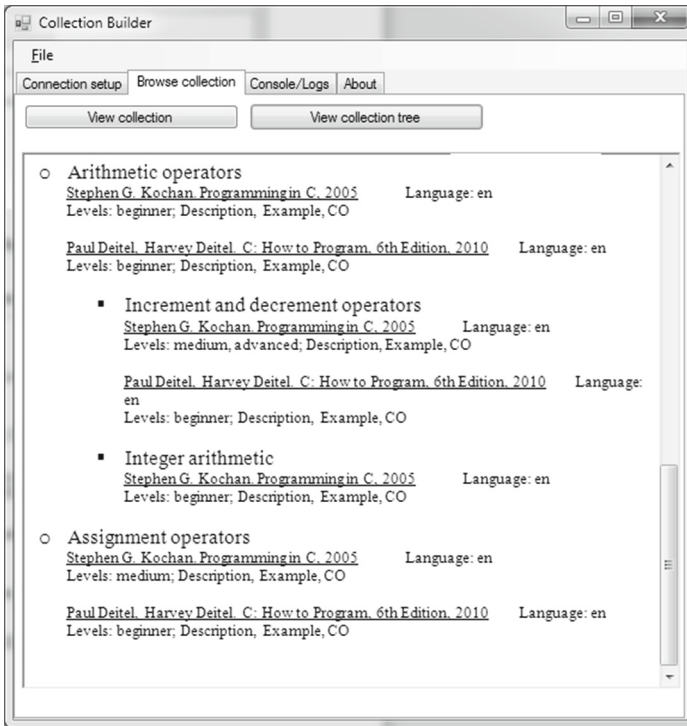 Collection Builder
File
Connection setup Browse collection Console/Logs About
View collection View collection tree
Arithmetic operators
Stephen G. Kochan. Programming in C, 2005 Language: en
Levels: beginner; Description, Example, CO
Paul Deitel, Harvey Deitel. C: How to Program, 6th Edition, 2010 Language: en
Levels: beginner; Description, Example, CO
Increment and decrement operators
Stephen G. Kochan. Programming in C, 2005 Language: en
Levels: medium, advanced; Description, Example, CO
Paul Deitel, Harvey Deitel. C: How to Program, 6th Edition, 2010 Language:
en
Levels: beginner; Description, Example, CO
Integer arithmetic
Stephen G. Kochan. Programming in C, 2005 Language: en
Levels: beginner; Description, Example, CO
Assignment operators
Stephen G. Kochan. Programming in C, 2005 Language: en
Levels: medium; Description, Example, CO
Paul Deitel, Harvey Deitel. C: How to Program, 6th Edition, 2010 Language: en
Levels: beginner; Description, Example, CO